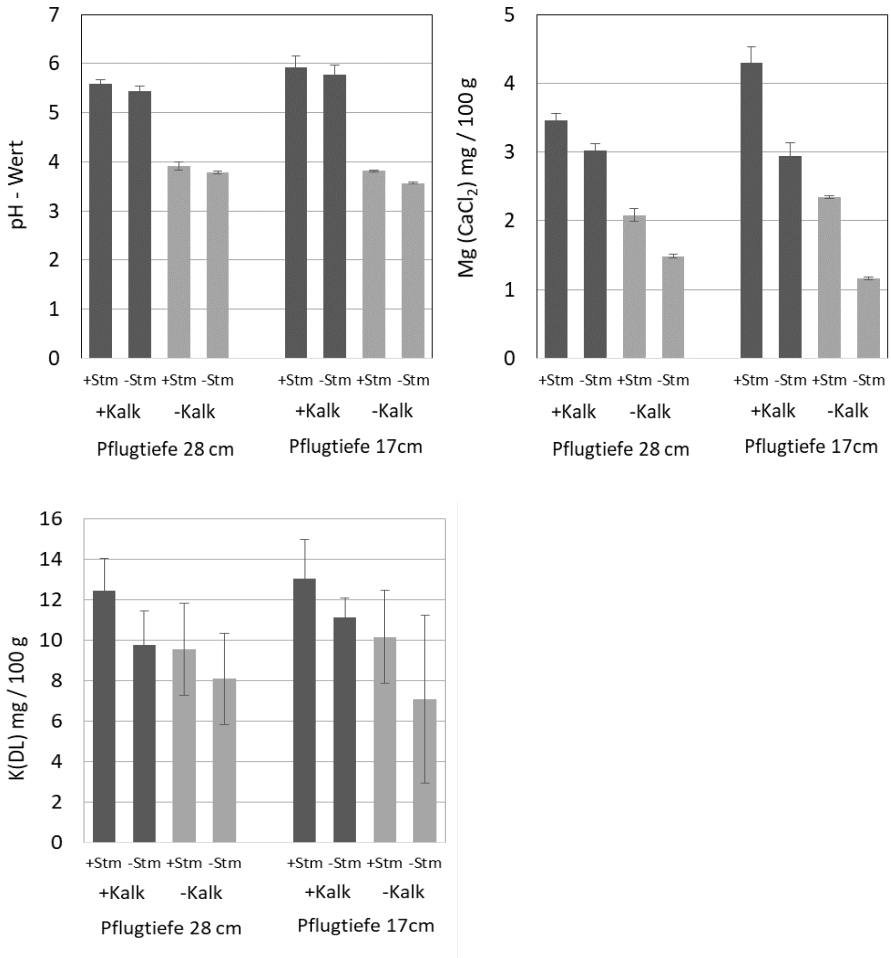 pH - Wert
7
6
5
4
3
2
1
0
+Stm -Stm +Stm -Stm +Stm -Stm +Stm -Stm
+Kalk -Kalk +Kalk -Kalk
Pflugtiefe 28 cm Pflugtiefe 17cm
Mg (CaCl₂) mg / 100 g
5
4
3
2
1
0
+Stm -Stm +Stm -Stm +Stm -Stm +Stm -Stm
+Kalk -Kalk +Kalk -Kalk
Pflugtiefe 28 cm Pflugtiefe 17cm
K(DL) mg / 100 g
16
14
12
10
8
6
4
2
0
+Stm -Stm +Stm -Stm +Stm -Stm +Stm -Stm
+Kalk -Kalk +Kalk -Kalk
Pflugtiefe 28 cm Pflugtiefe 17cm